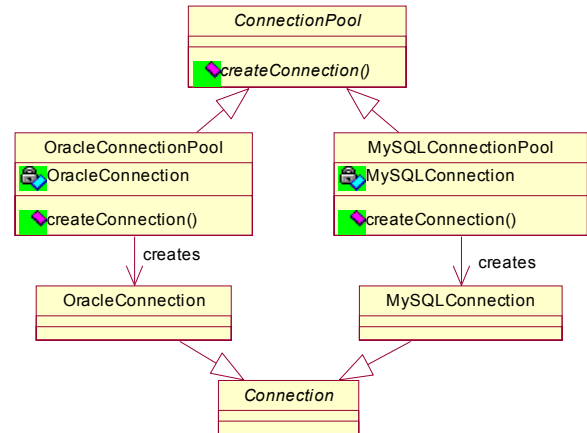 ConnectionPool
createConnection()
OracleConnectionPool
OracleConnection
createConnection()
MySQLConnectionPool
MySQLConnection
createConnection()
creates
creates
OracleConnection
MySQLConnection
Connection